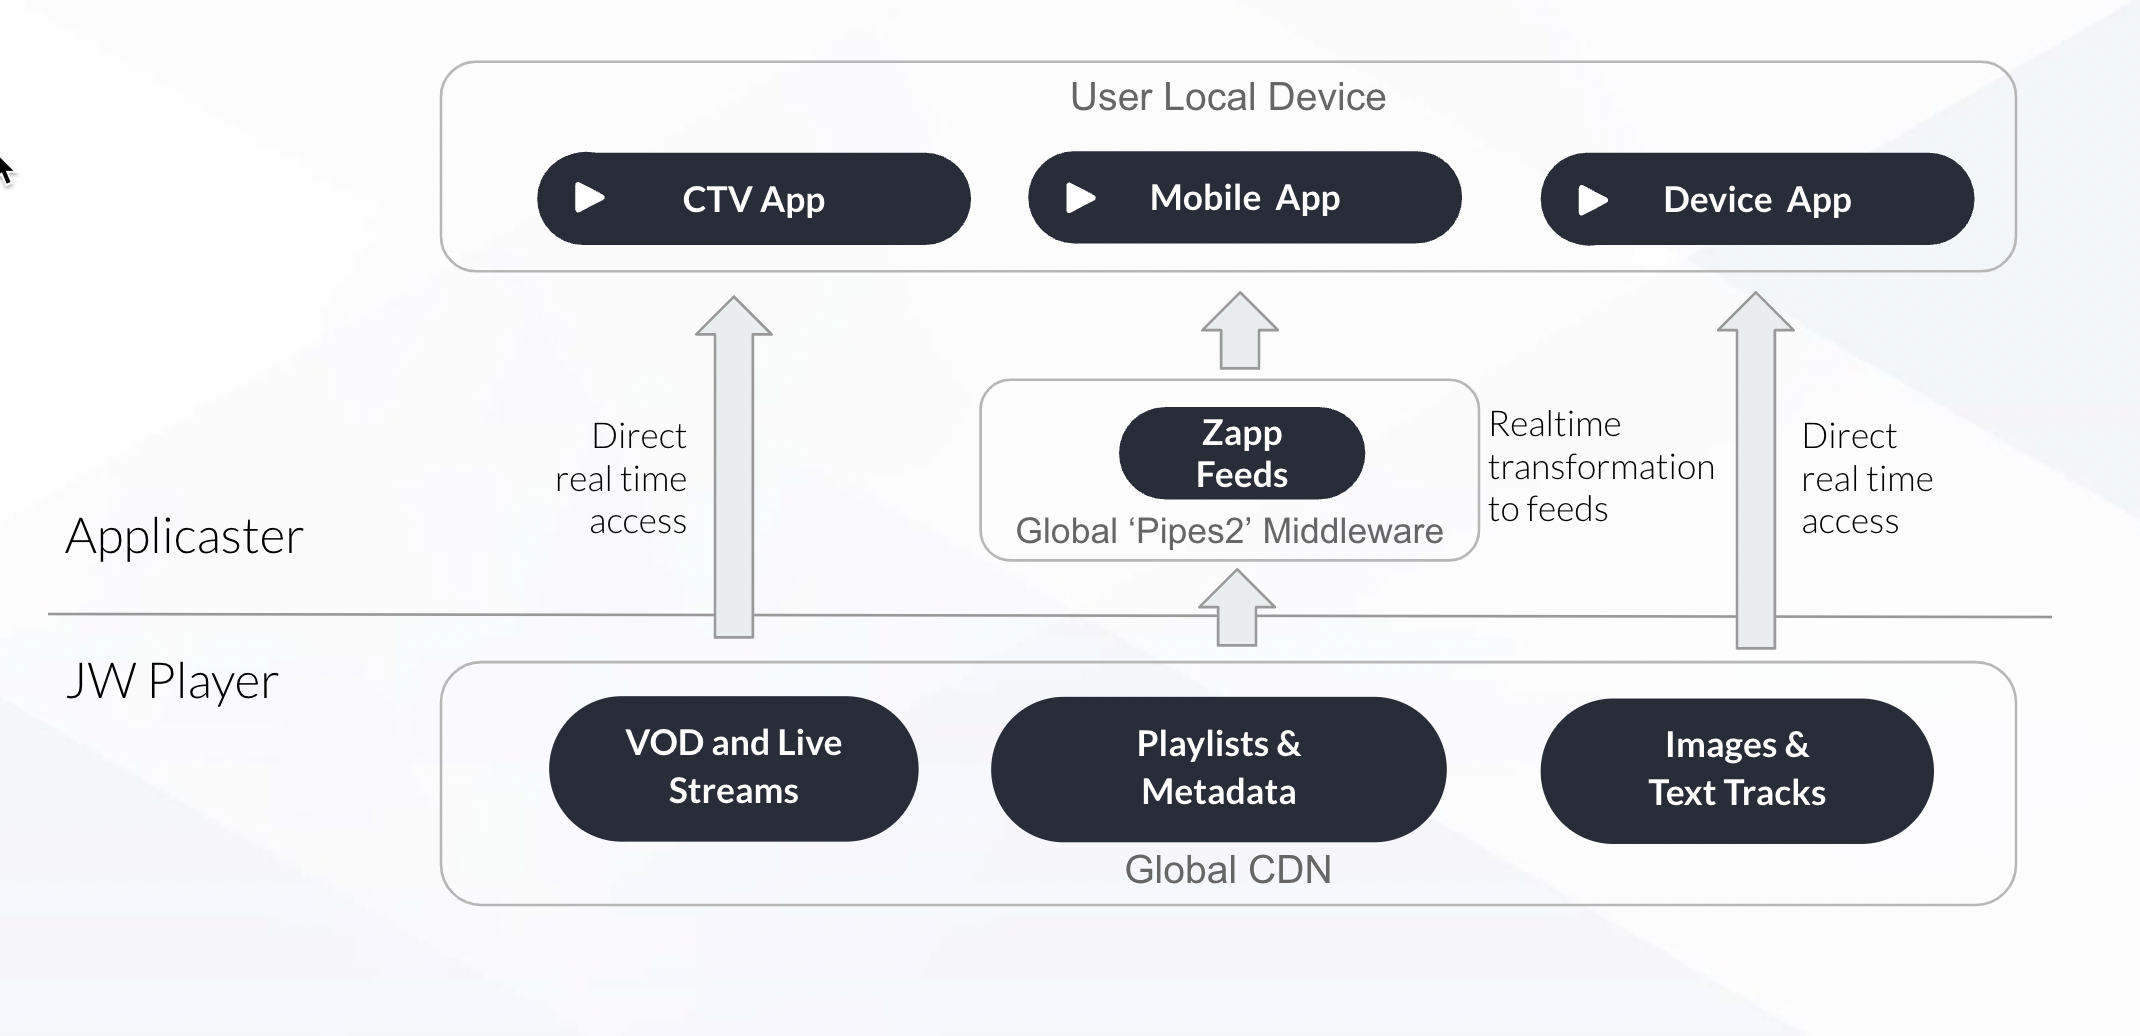 User Local Device
CTV App
Mobile App
Device App
Direct
real time
access
Zapp
Feeds
Global ‘Pipes2’ Middleware
Realtime
transformation
to feeds
Direct
real time
access
Applicaster
JW Player
VOD and Live
Streams
Playlists &
Metadata
Images &
Text Tracks
Global CDN